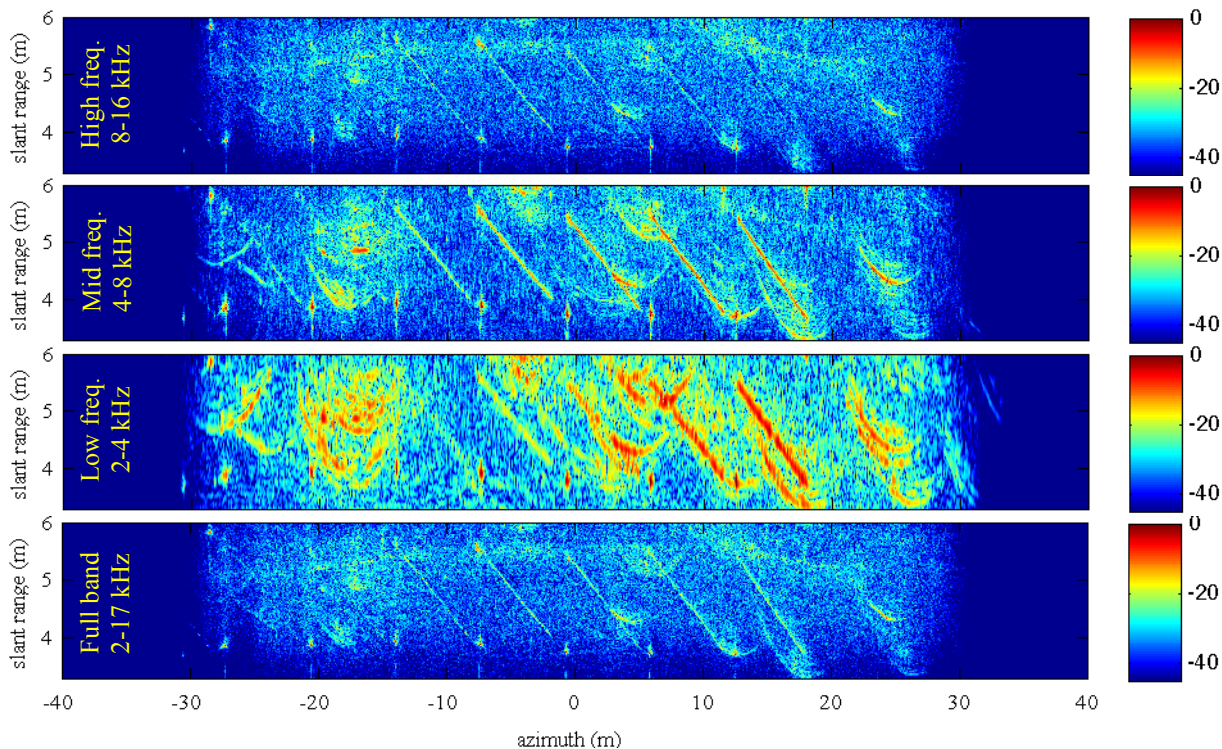 slant range (m)
6
5
4
High freq.
8-16 kHz
0
-20
-40
slant range (m)
6
5
4
Mid freq.
4-8 kHz
0
-20
-40
slant range (m)
6
5
4
Low freq.
2-4 kHz
0
-20
-40
slant range (m)
6
5
4
Full band
2-17 kHz
0
-20
-40
-40 -30 -20 -10 0 10 20 30 40
azimuth (m)